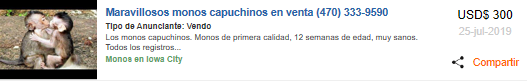 Maravillosos monos capuchinos en venta (470) 333-9590
Tipo de Anunciante: Vendo
Los monos capuchinos. Monos de primera calidad, 12 semanas de edad, muy sanos.
Todos los registros...
Monos en Iowa City
USD$ 300
25-jul-2019
Compartir